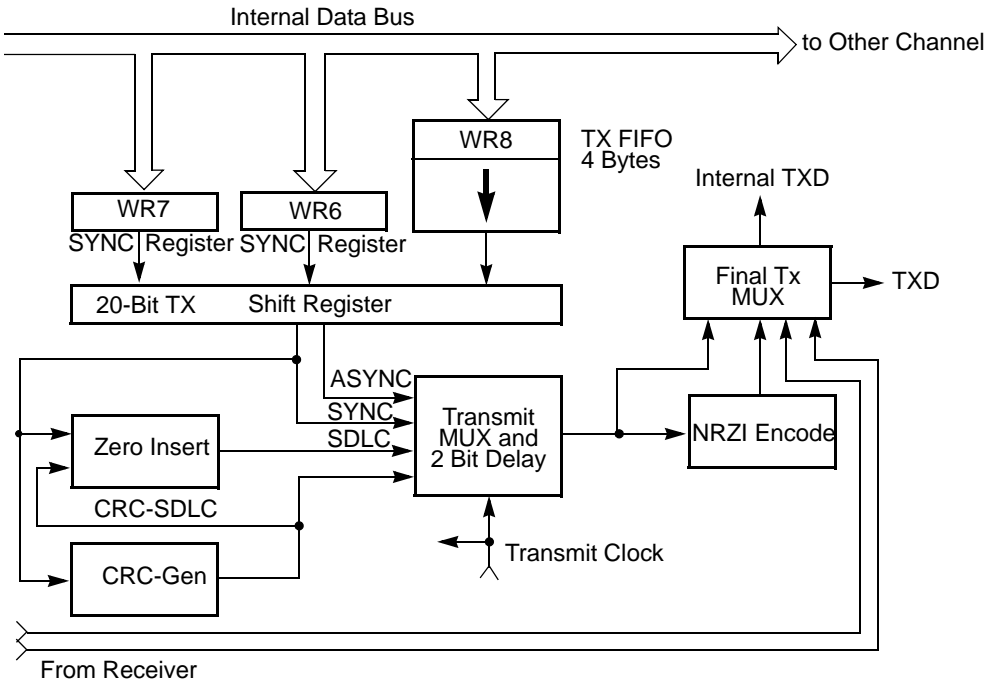 Internal Data Bus
to Other Channel
WR8
TX FIFO
4 Bytes
WR7
WR6
SYNC Register
SYNC Register
Internal TXD
Final Tx
MUX
TXD
20-Bit TX Shift Register
ASYNC
SYNC
SDLC
Transmit
MUX and
2 Bit Delay
NRZI Encode
Zero Insert
CRC-SDLC
CRC-Gen
Transmit Clock
From Receiver